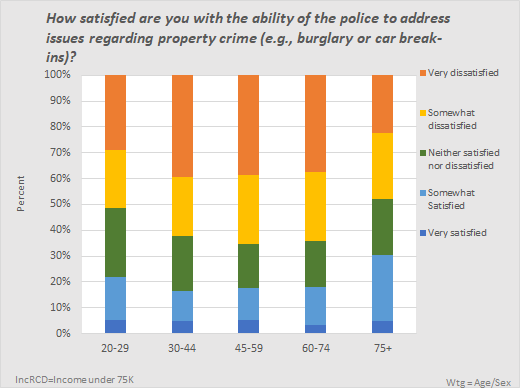 How satisfied are you with the ability of the police to address
issues regarding property crime (e.g., burglary or car break-
ins)?
100%
90%
80%
70%
60%
50%
40%
30%
20%
10%
0%
Percent
20-29
30-44
45-59
60-74
75+
Very dissatisfied
Somewhat
dissatisfied
Neither satisfied
nor dissatisfied
Somewhat
Satisfied
Very satisfied
IncRCD=Income under 75K
Wtg = Age/Sex